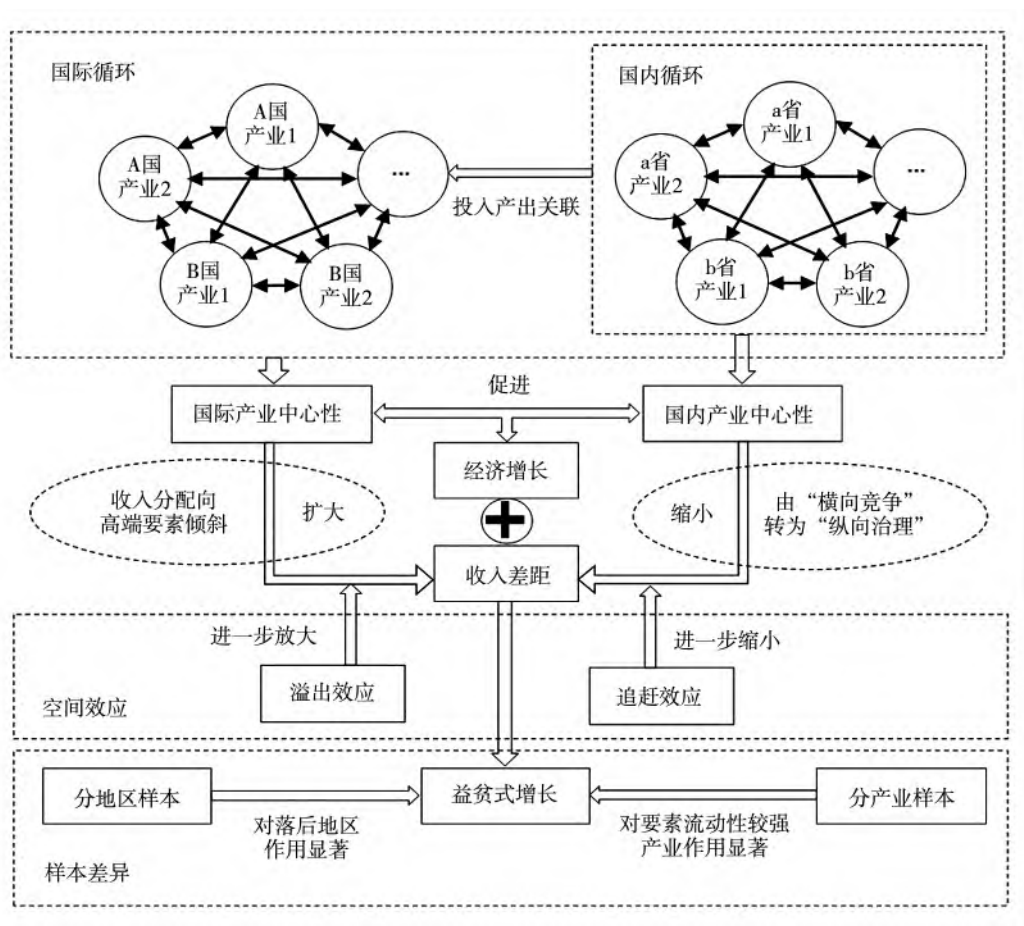 国际循环
国内循环
A国
产业1
A国
产业2
...
B国
产业1
B国
产业2
投入产出关联
a省
产业1
a省
产业2
...
b省
产业1
b省
产业2
国际产业中心性
促进
国内产业中心性
经济增长
收入分配向
高端要素倾斜
扩大
缩小
由“横向竞争”
转为“纵向治理”
收入差距
进一步放大
进一步缩小
溢出效应
追赶效应
空间效应
分地区样本
益贫式增长
分产业样本
对落后地区
作用显著
对要素流动性较强
产业作用显著
样本差异